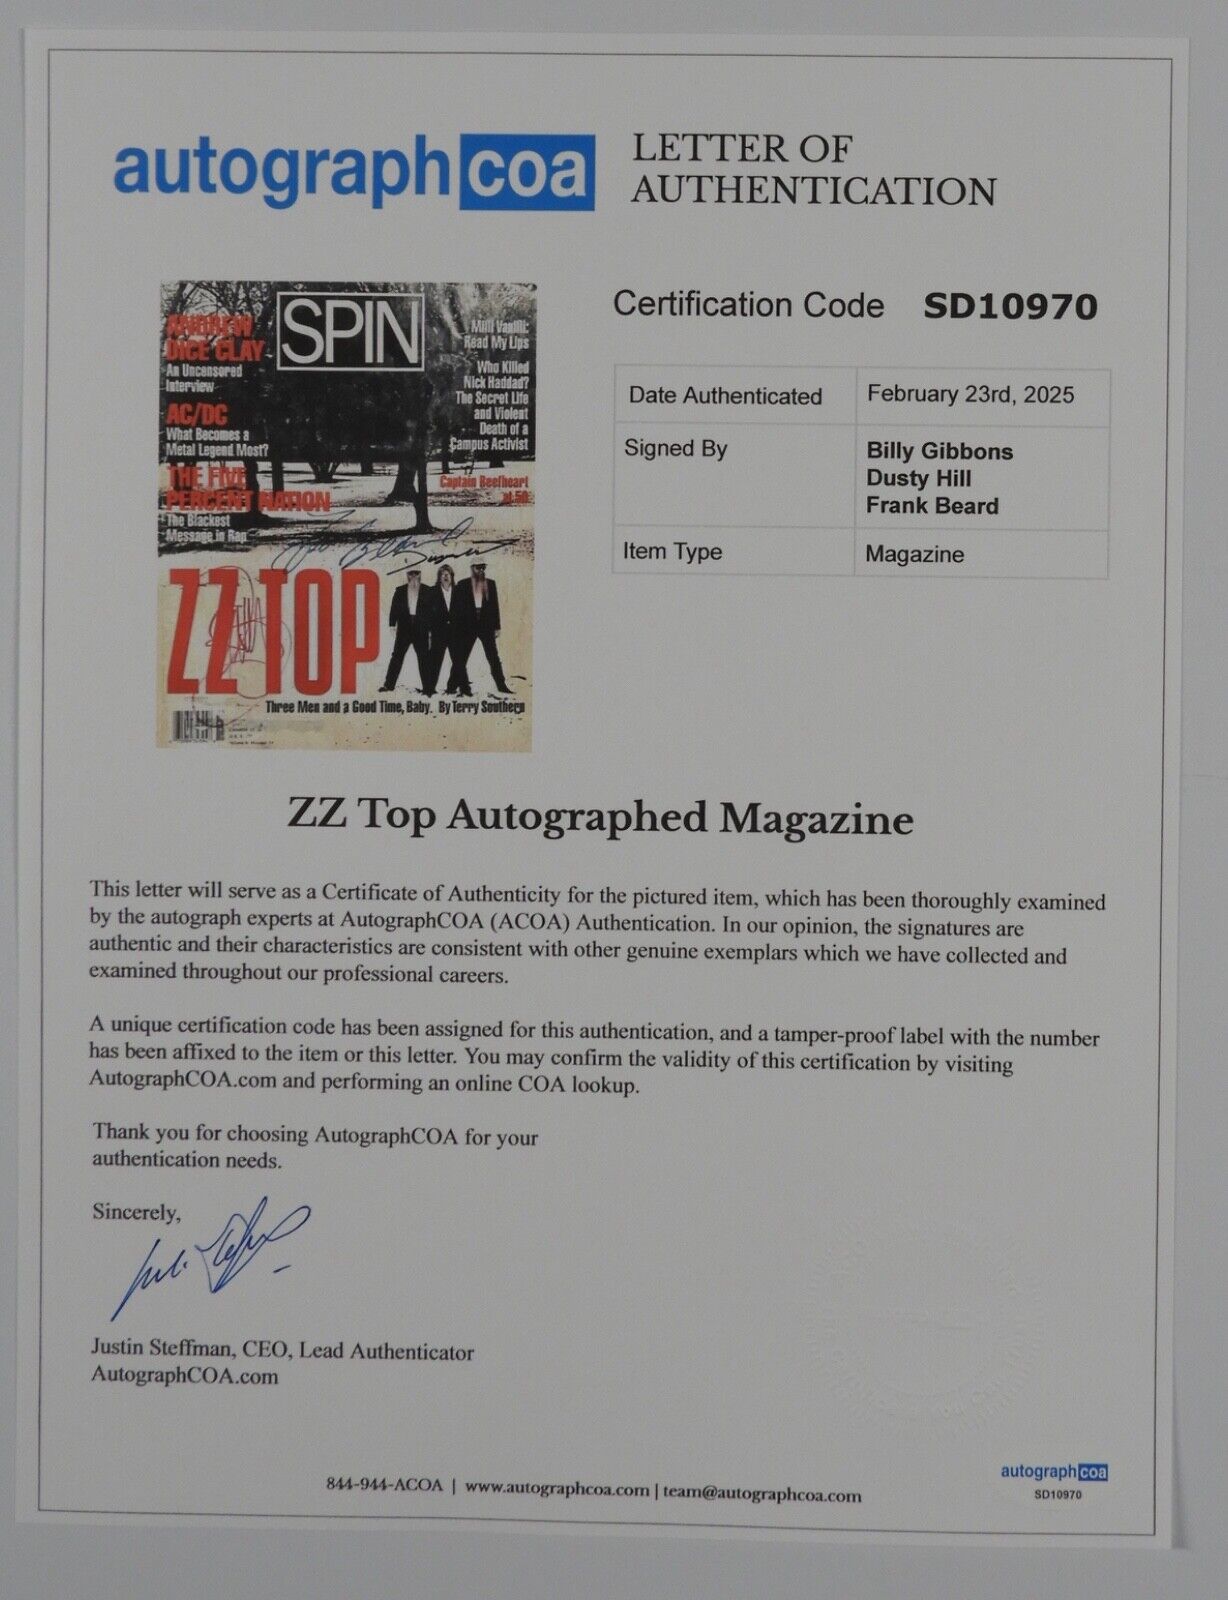 autographcoa
LETTER OF
AUTHENTICATION
SPIN
ANDREW
DICE CLAY
An Uncensored
Interview
AC/DC
What Becomes a
Metal Legend Most?
THE FIVE
PERCENT NATION
The Blackest
Message in Rap
Milli Vanilli:
Read My Lips
Who Killed
Nick Haddad?
The Secret Life
and Violent
Death of a
Campus Activist
Captain Beefheart
at 50
ZZ TOP
Three Men and a Good Time, Baby. By Terry Southern
Certification Code SD10970
Date Authenticated February 23rd, 2025
Signed By Billy Gibbons
Dusty Hill
Frank Beard
Item Type Magazine
ZZ Top Autographed Magazine
This letter will serve as a Certificate of Authenticity for the pictured item, which has been thoroughly examined
by the autograph experts at AutographCOA (ACOA) Authentication. In our opinion, the signatures are
authentic and their characteristics are consistent with other genuine exemplars which we have collected and
examined throughout our professional careers.
A unique certification code has been assigned for this authentication, and a tamper-proof label with the number
has been affixed to the item or this letter. You may confirm the validity of this certification by visiting
AutographCOA.com and performing an online COA lookup.
Thank you for choosing AutographCOA for your
authentication needs.
Sincerely,
Justin Steffman, CEO, Lead Authenticator
AutographCOA.com
844-944-ACOA | www.autographcoa.com | team@autographcoa.com
autographcoa
SD10970